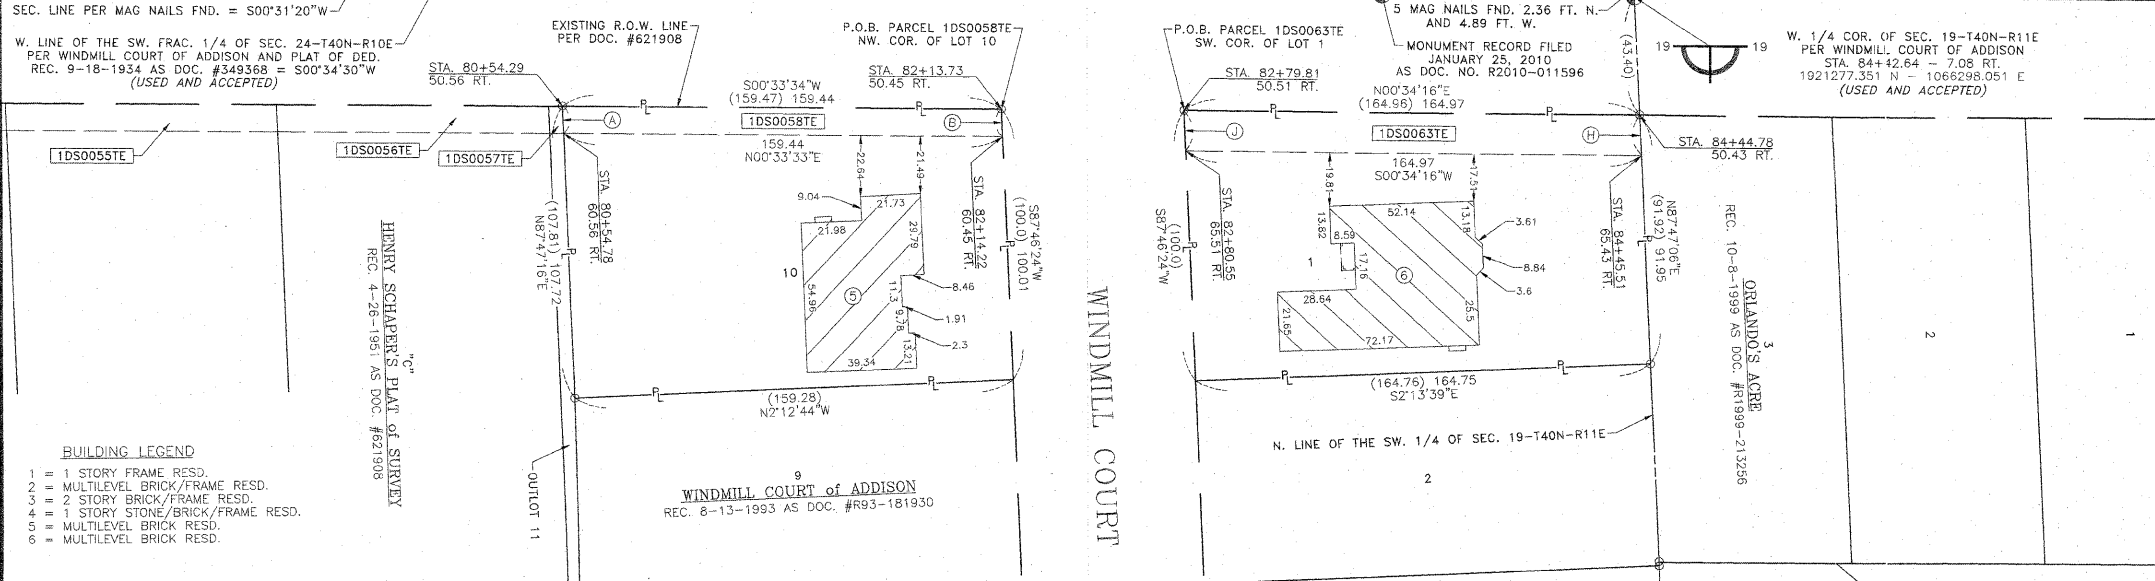 SEC. LINE PER MAG NAILS FND. = S00°31'20"W
W. LINE OF THE SW. FRAC. 1/4 OF SEC. 24-T40N-R10E
PER WINDMILL COURT OF ADDISON AND PLAT OF DED.
REC. 9-18-1934 AS DOC. #349368 = S00°34'30"W
(USED AND ACCEPTED)
EXISTING R.O.W. LINE
PER DOC. #621908
STA. 80+54.29
50.56 RT.
S00°33'34"W
(159.47) 159.44
P.O.B. PARCEL 1DS0058TE
NW. COR. OF LOT 10
STA. 82+13.73
50.45 RT.
P.O.B. PARCEL 1DS0063TE
SW. COR. OF LOT 1
STA. 82+79.81
50.51 RT.
5 MAG NAILS FND. 2.36 FT. N.
AND 4.89 FT. W.
MONUMENT RECORD FILED
JANUARY 25, 2010
AS DOC. NO. R2010-011596
N00°34'16"E
(164.96) 164.97
(43.40)
19 19
W. 1/4 COR. OF SEC. 19-T40N-R11E
PER WINDMILL COURT OF ADDISON
STA. 84+42.64 - 7.08 RT.
1921277.351 N - 1066298.051 E
(USED AND ACCEPTED)
PL
PL
PL
PL
1DS0055TE
1DS0056TE
1DS0057TE
A
1DS0058TE
B
159.44
N00°33'33"E
J
1DS0063TE
H
164.97
S00°34'16"W
STA. 84+44.78
50.43 RT.
STA. 80+54.78
60.56 RT.
(107.81) 107.72
N87°47'16"E
PL
22.64
21.49
9.04
21.73
21.98
29.79
10
54.96
5
8.46
11.3
9.78
1.91
2.3
13.21
39.34
STA. 82+14.22
60.45 RT.
S87°46'24"W
(100.0) 100.01
PL
S87°46'24"W
(100.0)
PL
STA. 82+80.55
65.51 RT.
19.81
17.51
52.14
13.82
8.59
13.18
3.61
1
17.16
6
8.84
3.6
28.64
25.5
21.65
72.17
STA. 84+45.51
65.43 RT.
PL
N87°47'06"E
(91.92) 91.95
3
ORLANDO'S ACRE
REC. 10-8-1999 AS DOC. #R1999-213256
2
1
"C"
HENRY SCHAPER'S PLAT of SURVEY
REC. 4-26-1951 AS DOC. #621908
PL
PL
(159.28)
N2°12'44"W
WINDMILL COURT
PL
PL
(164.76) 164.75
S2°13'39"E
N. LINE OF THE SW. 1/4 OF SEC. 19-T40N-R11E
2
OUTLOT 11
9
WINDMILL COURT of ADDISON
REC. 8-13-1993 AS DOC. #R93-181930
BUILDING LEGEND
1 = 1 STORY FRAME RESD.
2 = MULTILEVEL BRICK/FRAME RESD.
3 = 2 STORY BRICK/FRAME RESD.
4 = 1 STORY STONE/BRICK/FRAME RESD.
5 = MULTILEVEL BRICK RESD.
6 = MULTILEVEL BRICK RESD.